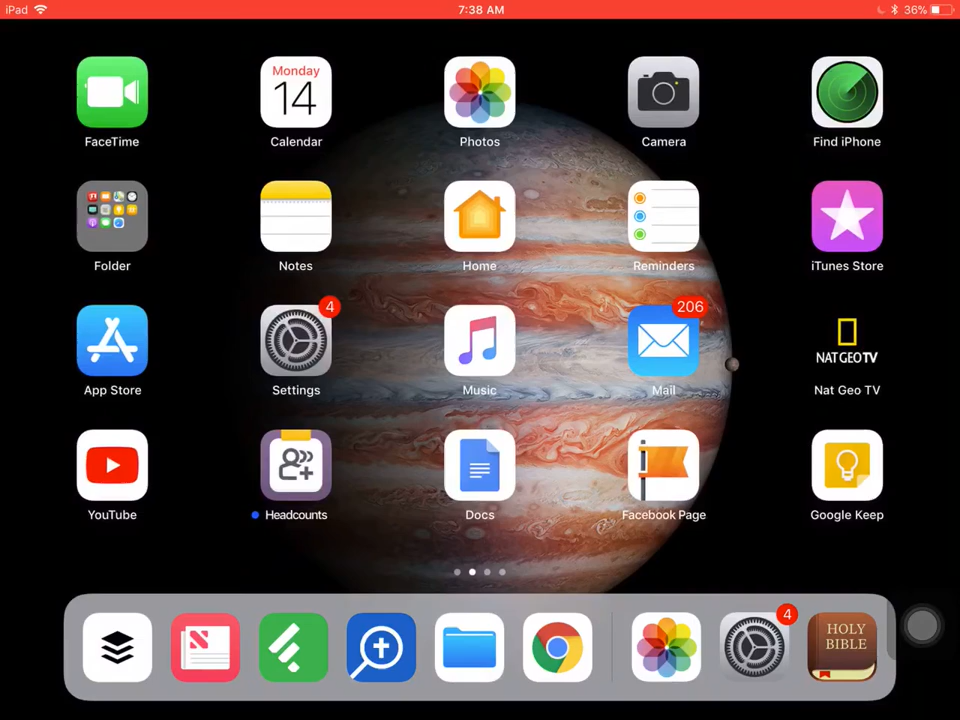 iPad 7:38 AM 36%
Monday
14
FaceTime Calendar Photos Camera Find iPhone
Folder Notes Home Reminders iTunes Store
4 206
NAT GEO TV
App Store Settings Music Mail Nat Geo TV
YouTube Headcounts Docs Facebook Page Google Keep
4
HOLY
BIBLE